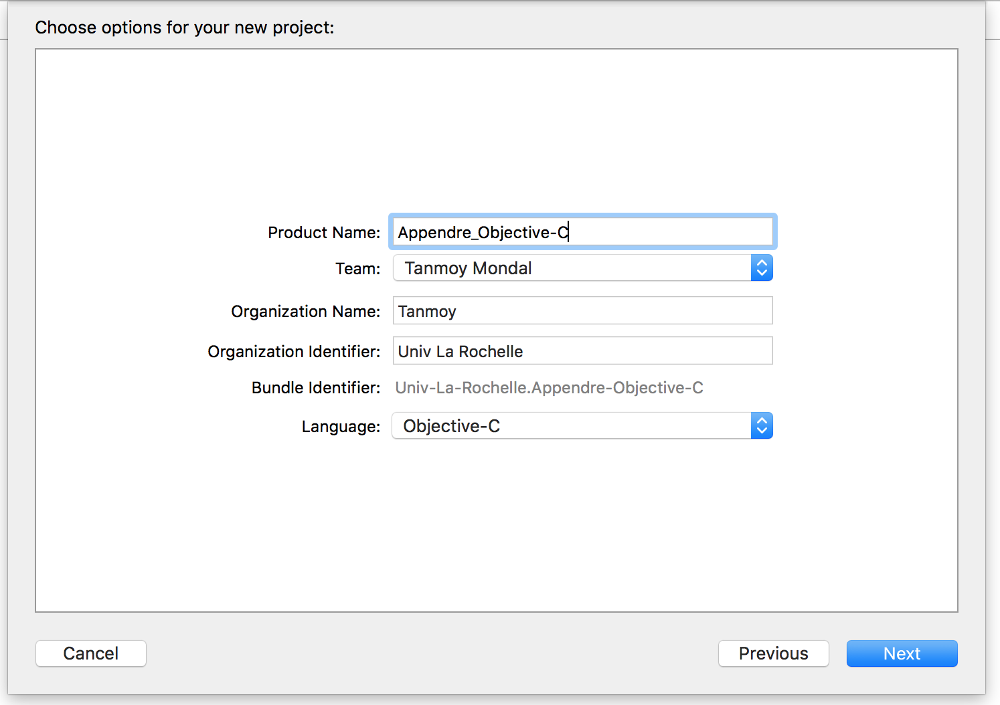 Choose options for your new project:
Product Name: Appendre_Objective-C
Team: Tanmoy Mondal
Organization Name: Tanmoy
Organization Identifier: Univ La Rochelle
Bundle Identifier: Univ-La-Rochelle.Appendre-Objective-C
Language: Objective-C
Cancel Previous Next